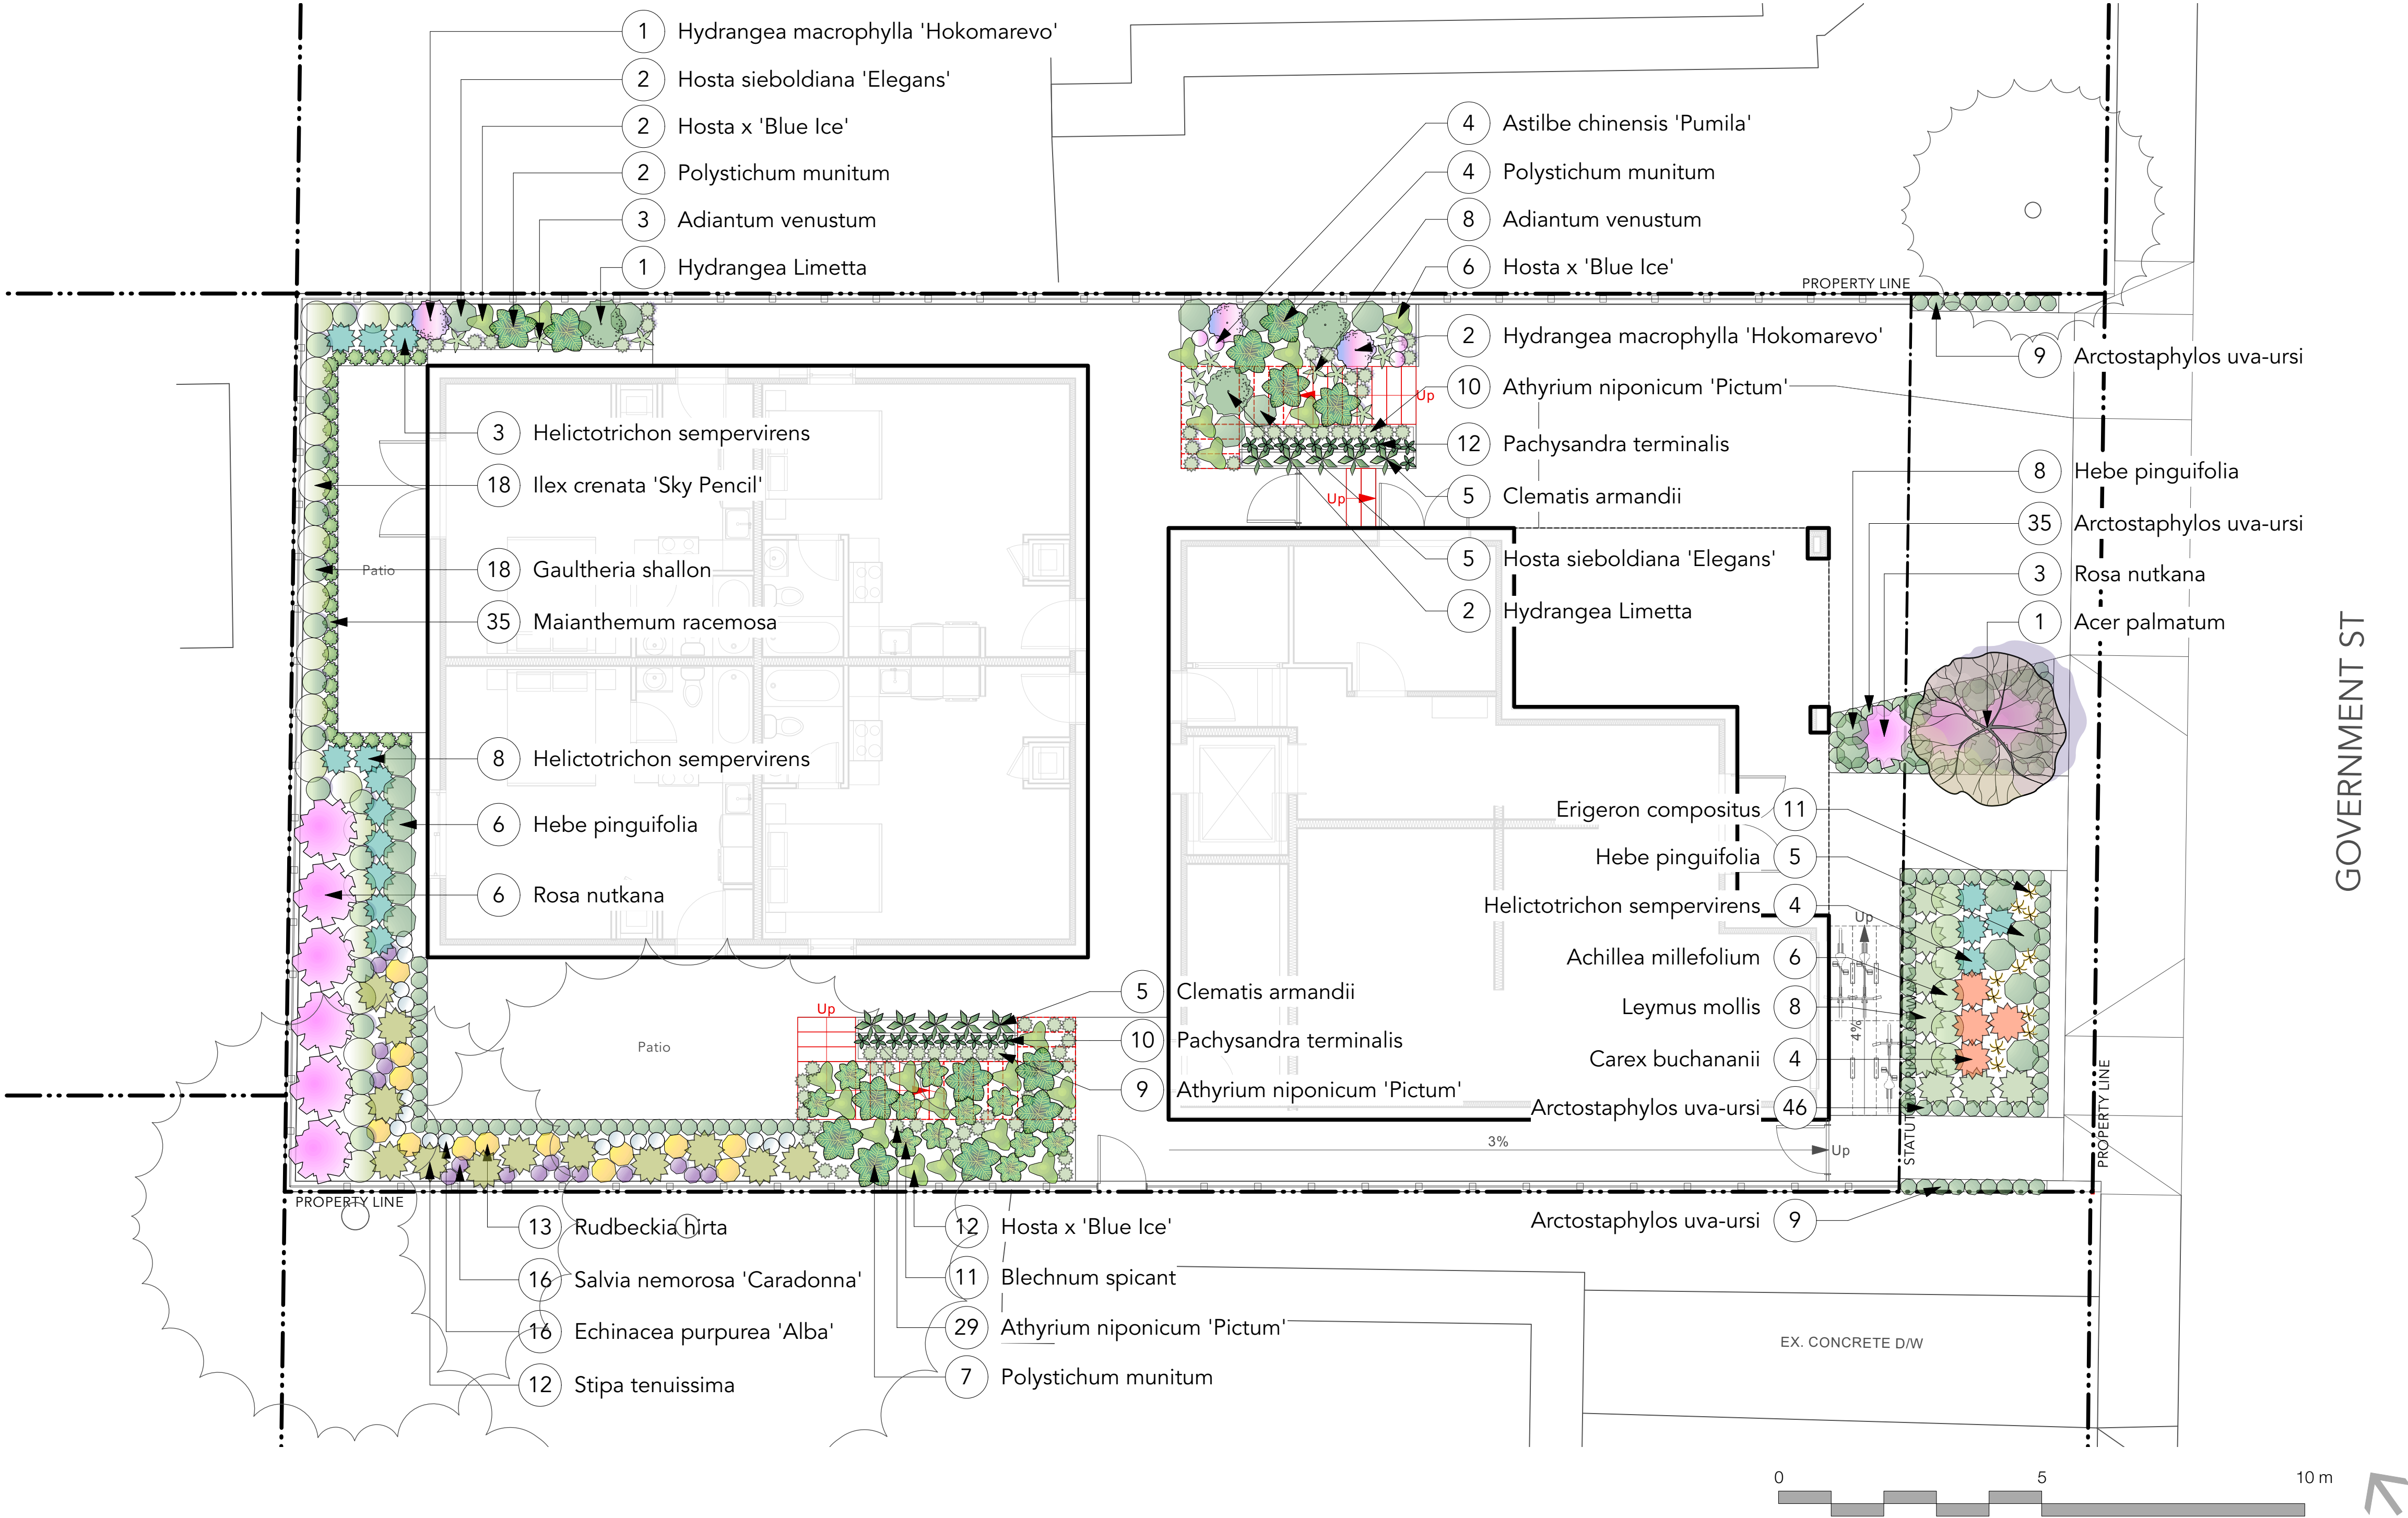 1 Hydrangea macrophylla 'Hokomarevo'
2 Hosta sieboldiana 'Elegans'
2 Hosta x 'Blue Ice'
2 Polystichum munitum
3 Adiantum venustum
1 Hydrangea Limetta
4 Astilbe chinensis 'Pumila'
4 Polystichum munitum
8 Adiantum venustum
6 Hosta x 'Blue Ice'
PROPERTY LINE
2 Hydrangea macrophylla 'Hokomarevo'
10 Athyrium niponicum 'Pictum'
12 Pachysandra terminalis
5 Clematis armandii
5 Hosta sieboldiana 'Elegans'
2 Hydrangea Limetta
Up
Up
9 Arctostaphylos uva-ursi
8 Hebe pinguifolia
35 Arctostaphylos uva-ursi
3 Rosa nutkana
1 Acer palmatum
GOVERNMENT ST
3 Helictotrichon sempervirens
18 Ilex crenata 'Sky Pencil'
Patio
18 Gaultheria shallon
35 Maianthemum racemosa
8 Helictotrichon sempervirens
6 Hebe pinguifolia
6 Rosa nutkana
Erigeron compositus 11
Hebe pinguifolia 5
Helictotrichon sempervirens 4
Achillea millefolium 6
Leymus mollis 8
Carex buchananii 4
Arctostaphylos uva-ursi 46
Up
4%
3%
Up
PROPERTY LINE
Arctostaphylos uva-ursi 9
Up
Patio
5 Clematis armandii
10 Pachysandra terminalis
9 Athyrium niponicum 'Pictum'
PROPERTY LINE
13 Rudbeckia hirta
16 Salvia nemorosa 'Caradonna'
16 Echinacea purpurea 'Alba'
12 Stipa tenuissima
12 Hosta x 'Blue Ice'
11 Blechnum spicant
29 Athyrium niponicum 'Pictum'
7 Polystichum munitum
EX. CONCRETE D/W
0 5 10 m